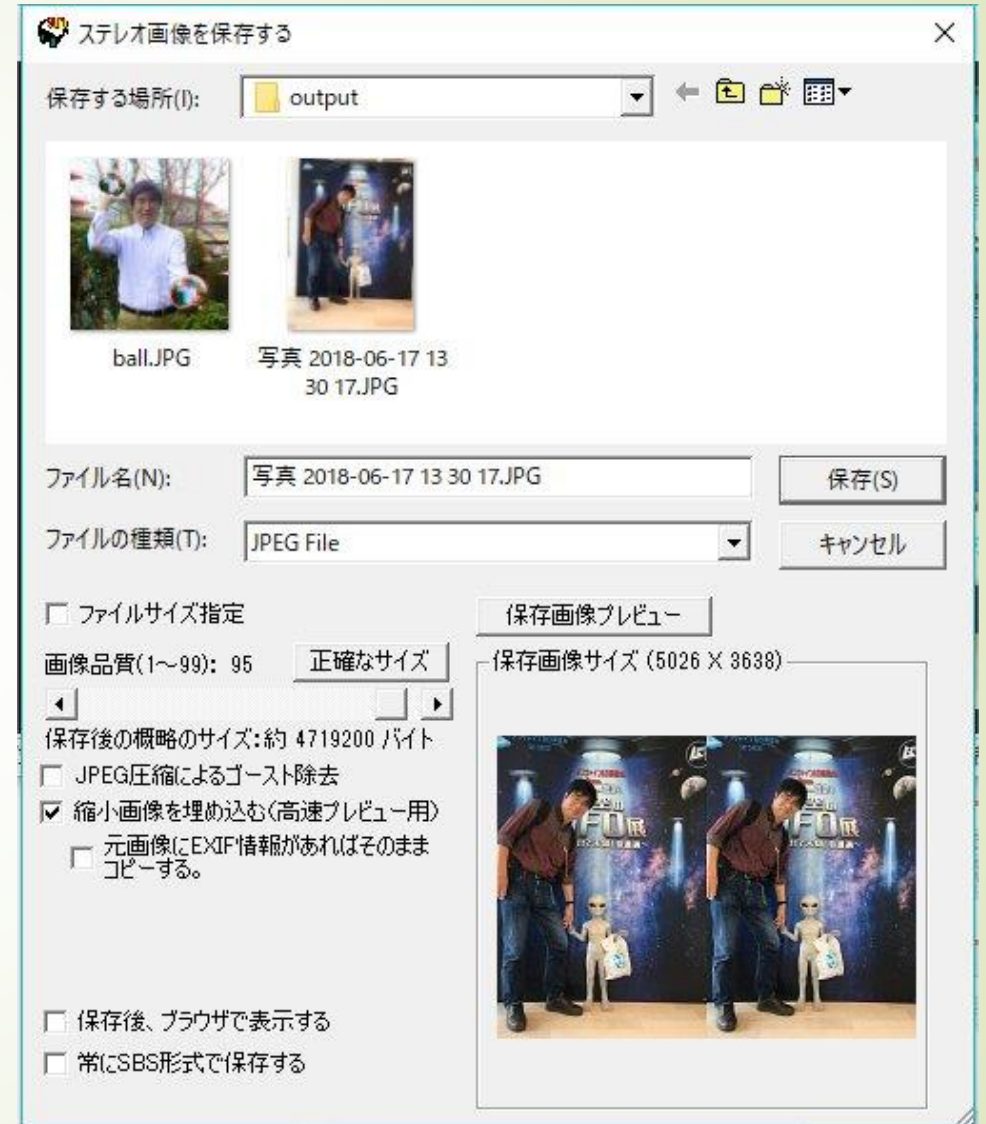 ステレオ画像を保存する
保存する場所(I):
output
ball.JPG
写真 2018-06-17 13
30 17.JPG
ファイル名(N):
写真 2018-06-17 13 30 17.JPG
保存(S)
ファイルの種類(T):
JPEG File
キャンセル
ファイルサイズ指定
保存画像プレビュー
画像品質(1～99): 95
正確なサイズ
保存画像サイズ (5026 X 3638)
保存後の概略のサイズ:約 4719200 バイト
JPEG圧縮によるゴースト除去
縮小画像を埋め込む(高速プレビュー用)
元画像にEXIF情報があればそのまま
コピーする。
保存後、ブラウザで表示する
常にSBS形式で保存する